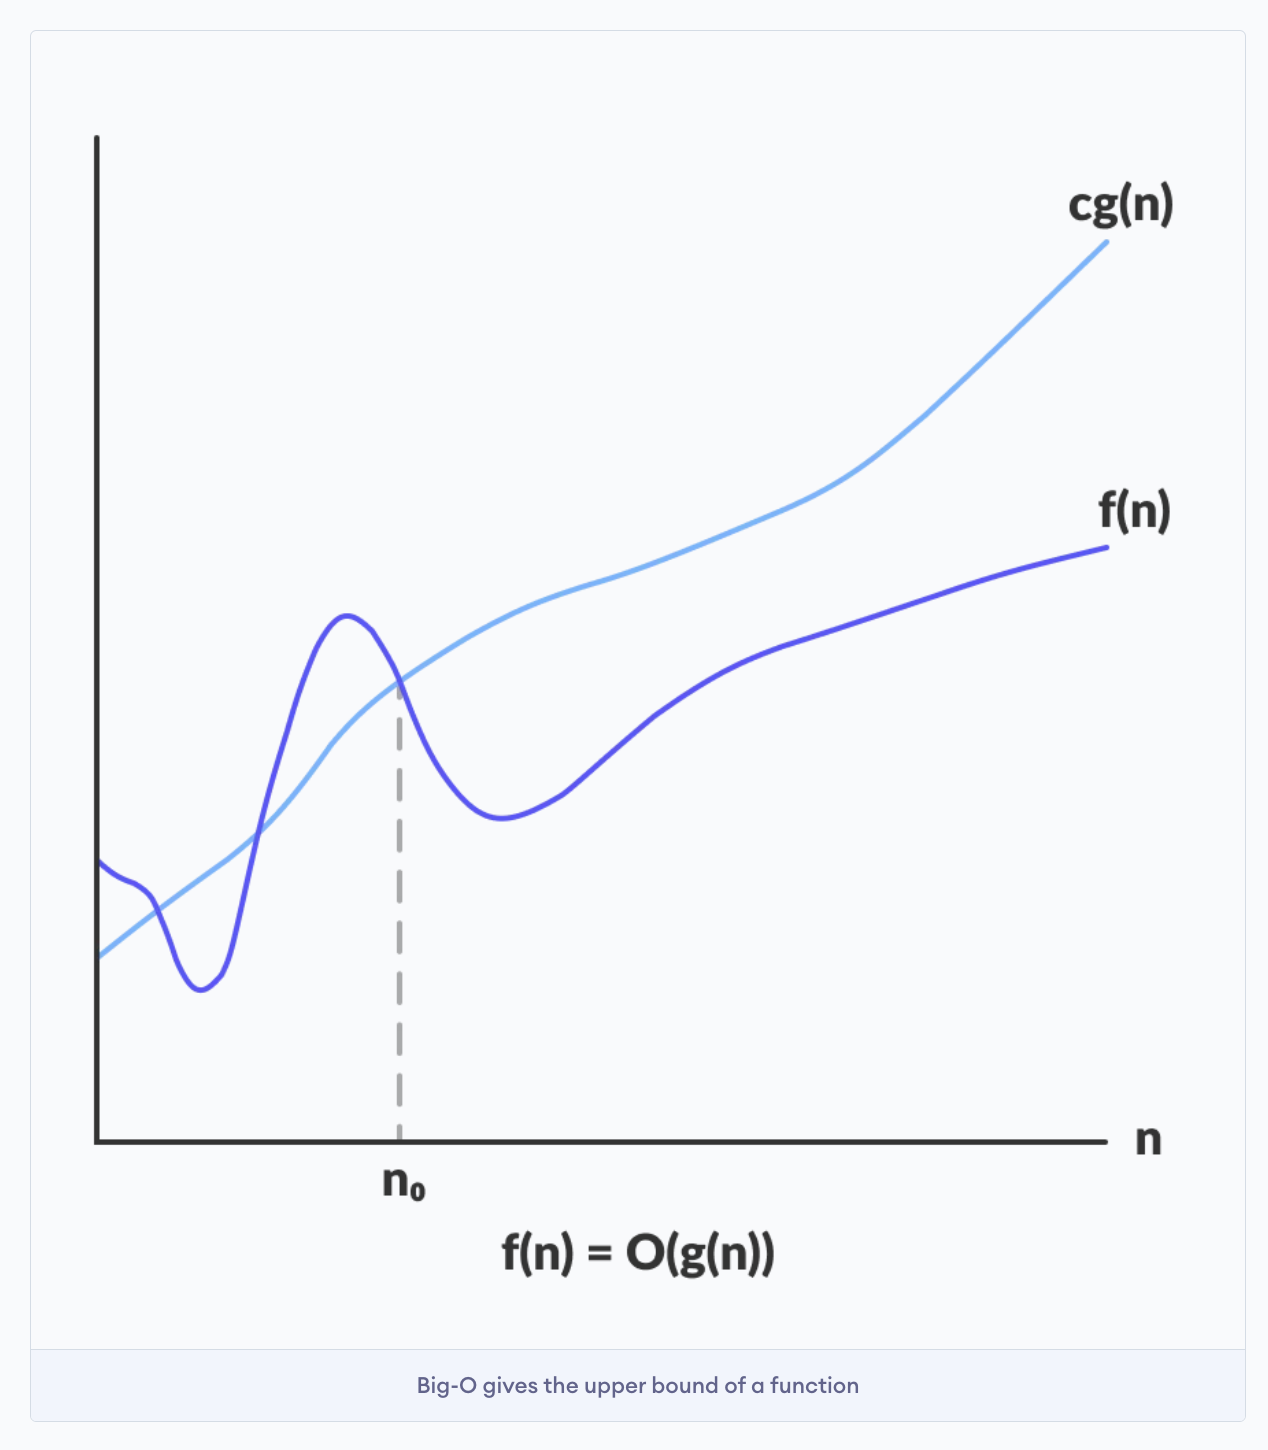 cg(n)
f(n)
n
n₀
f(n) = O(g(n))
Big-O gives the upper bound of a function